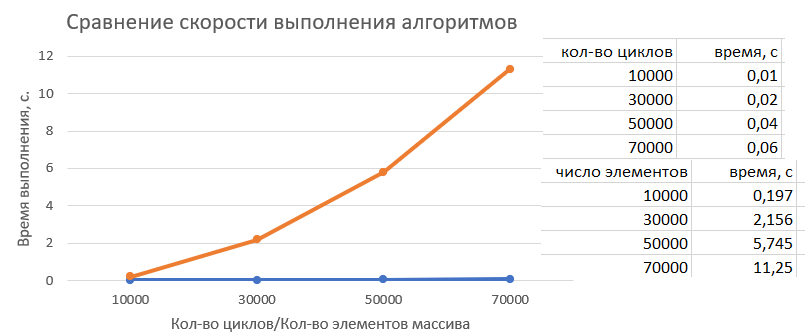 Сравнение скорости выполнения алгоритмов
Время выполнения, с.
12
10
8
6
4
2
0
10000 30000 50000 70000
Кол-во циклов/Кол-во элементов массива
кол-во циклов время, с
10000 0,01
30000 0,02
50000 0,04
70000 0,06
число элементов время, с
10000 0,197
30000 2,156
50000 5,745
70000 11,25